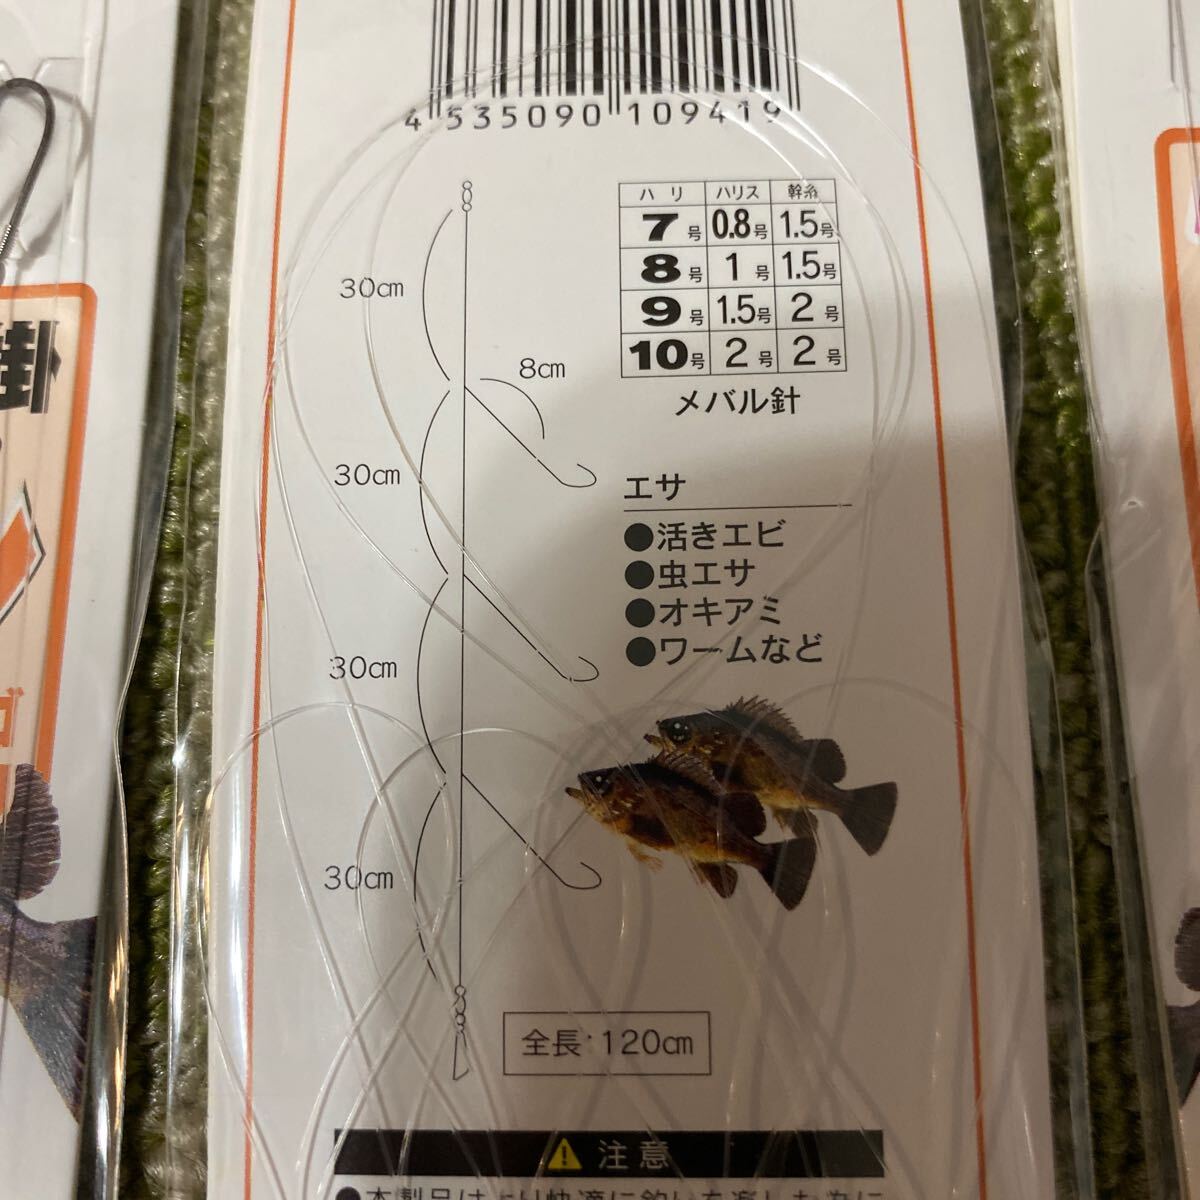 4 535090 109419
ハリ ハリス 幹糸
7号 0.8号 1.5号
8号 1号 1.5号
9号 1.5号 2号
10号 2号 2号
メバル針
30cm
8cm
30cm
30cm
30cm
エサ
●活きエビ
●虫エサ
●オキアミ
●ワームなど
全長:120cm
注意
掛